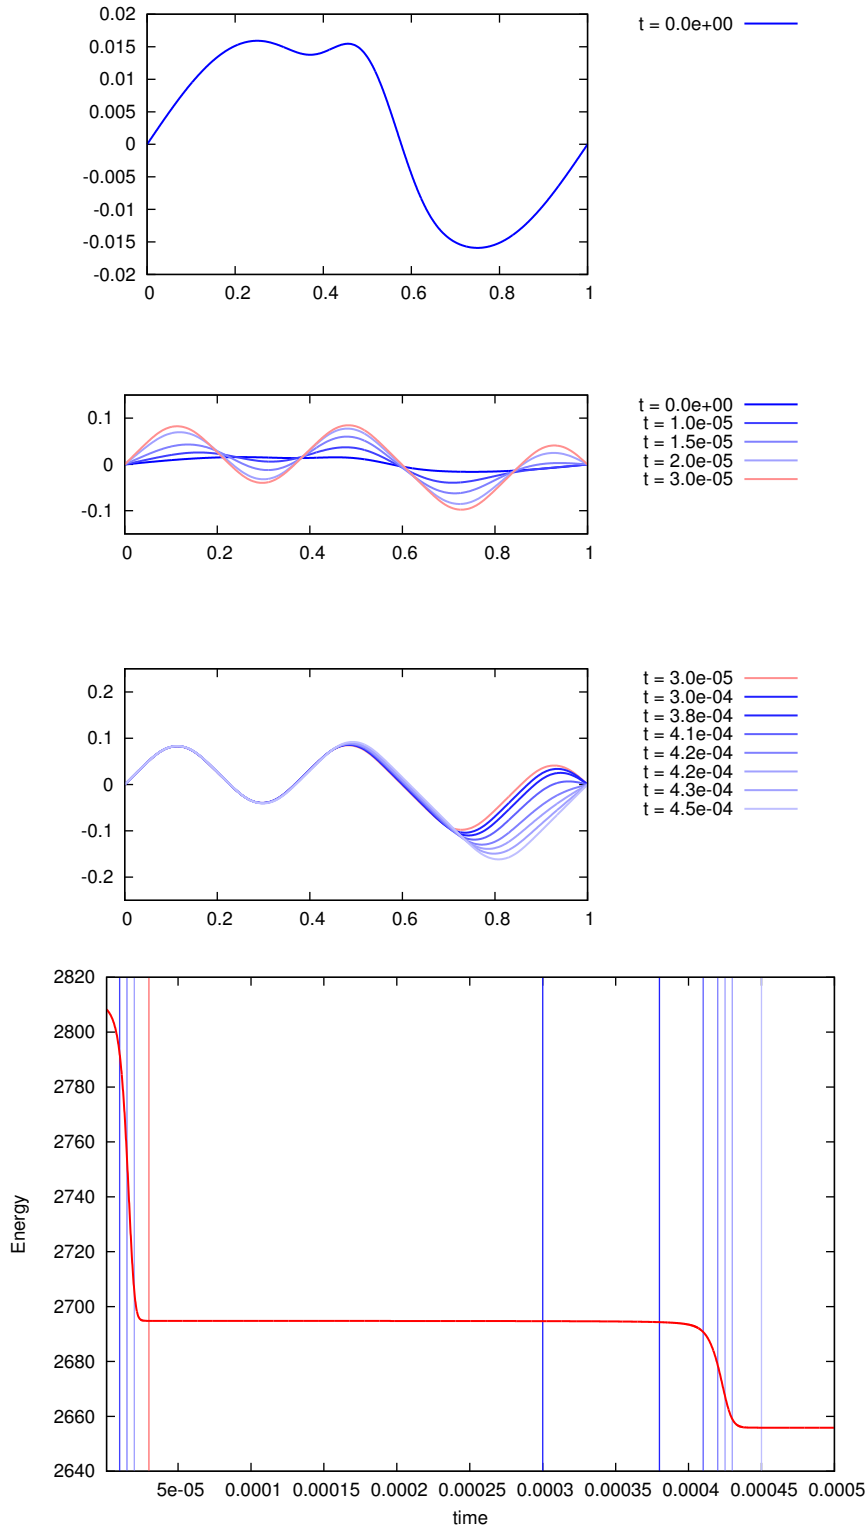 0.02
0.015
0.01
0.005
0
-0.005
-0.01
-0.015
-0.02
0 0.2 0.4 0.6 0.8 1
t = 0.0e+00
0.1
0
-0.1
0 0.2 0.4 0.6 0.8 1
t = 0.0e+00
t = 1.0e-05
t = 1.5e-05
t = 2.0e-05
t = 3.0e-05
0.2
0.1
0
-0.1
-0.2
0 0.2 0.4 0.6 0.8 1
t = 3.0e-05
t = 3.0e-04
t = 3.8e-04
t = 4.1e-04
t = 4.2e-04
t = 4.2e-04
t = 4.3e-04
t = 4.5e-04
Energy
2820
2800
2780
2760
2740
2720
2700
2680
2660
2640
5e-05 0.0001 0.00015 0.0002 0.00025 0.0003 0.00035 0.0004 0.00045 0.0005
time